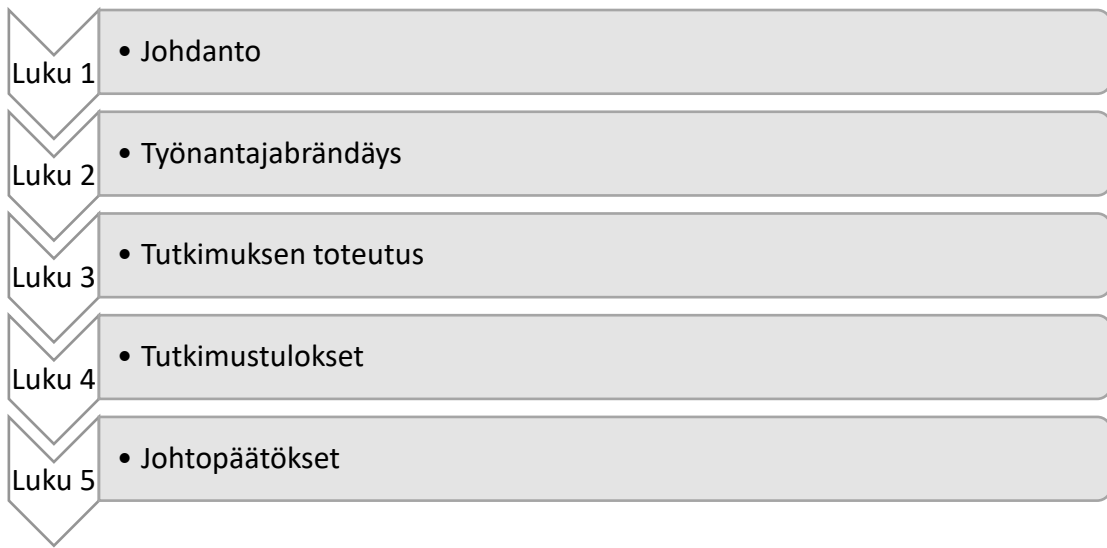 Luku 1
• Johdanto
Luku 2
• Työnantajabrändäys
Luku 3
• Tutkimuksen toteutus
Luku 4
• Tutkimustulokset
Luku 5
• Johtopäätökset